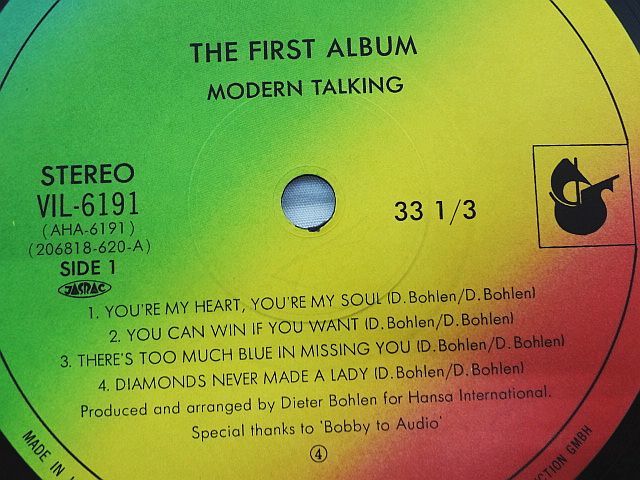 THE FIRST ALBUM
MODERN TALKING
STEREO
VIL-6191
(AHA-6191)
(206818-620-A)
SIDE 1
JASRAC
33 1/3
1. YOU'RE MY HEART, YOU'RE MY SOUL (D. Bohlen/D. Bohlen)
2. YOU CAN WIN IF YOU WANT (D. Bohlen/D. Bohlen)
3. THERE'S TOO MUCH BLUE IN MISSING YOU (D. Bohlen/D. Bohlen)
4. DIAMONDS NEVER MADE A LADY (D. Bohlen/D. Bohlen)
Produced and arranged by Dieter Bohlen for Hansa International.
Special thanks to 'Bobby to Audio'
④
MADE IN
CTION GMBH